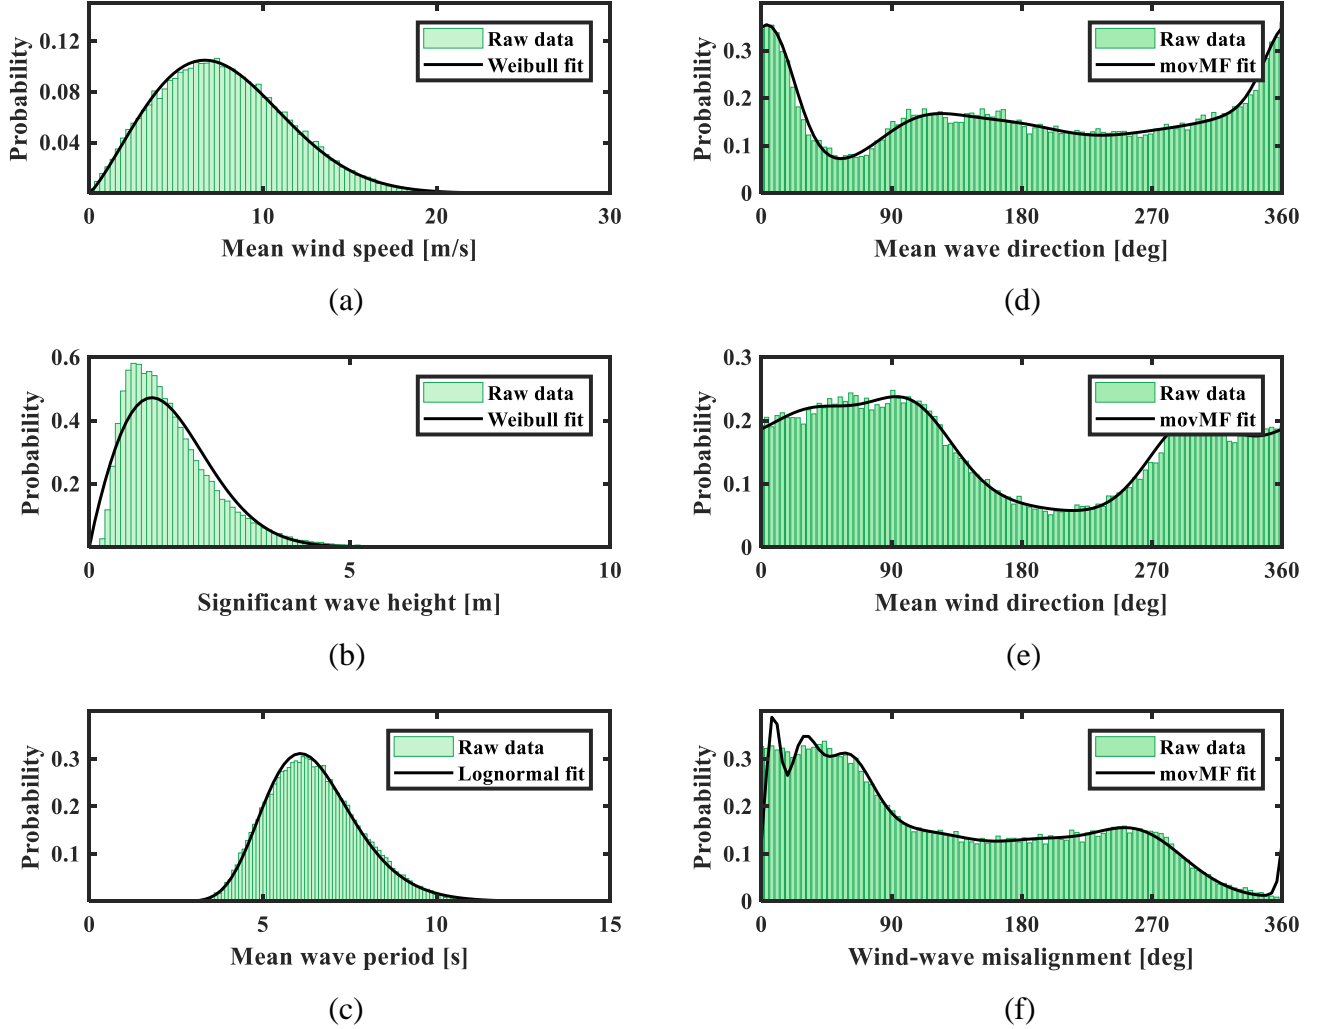 Probability
0.12
0.08
0.04
Raw data
Weibull fit
0
10
20
30
Mean wind speed [m/s]
(a)
Probability
0.3
0.2
0.1
0
Raw data
movMF fit
0
90
180
270
360
Mean wave direction [deg]
(d)
Probability
0.6
0.4
0.2
Raw data
Weibull fit
0
5
10
Significant wave height [m]
(b)
Probability
0.3
0.2
0.1
0
Raw data
movMF fit
0
90
180
270
360
Mean wind direction [deg]
(e)
Probability
0.3
0.2
0.1
Raw data
Lognormal fit
0
5
10
15
Mean wave period [s]
(c)
Probability
0.3
0.2
0.1
0
Raw data
movMF fit
0
90
180
270
360
Wind-wave misalignment [deg]
(f)